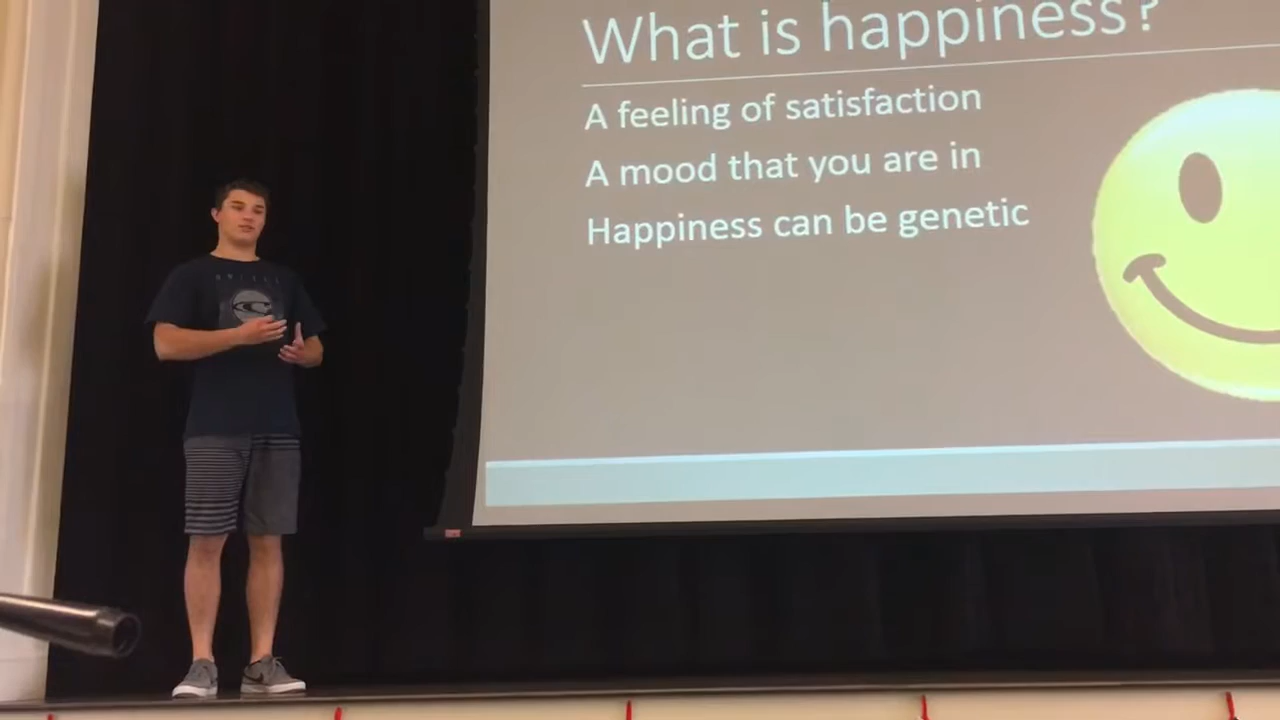 What is happiness?
A feeling of satisfaction
A mood that you are in
Happiness can be genetic